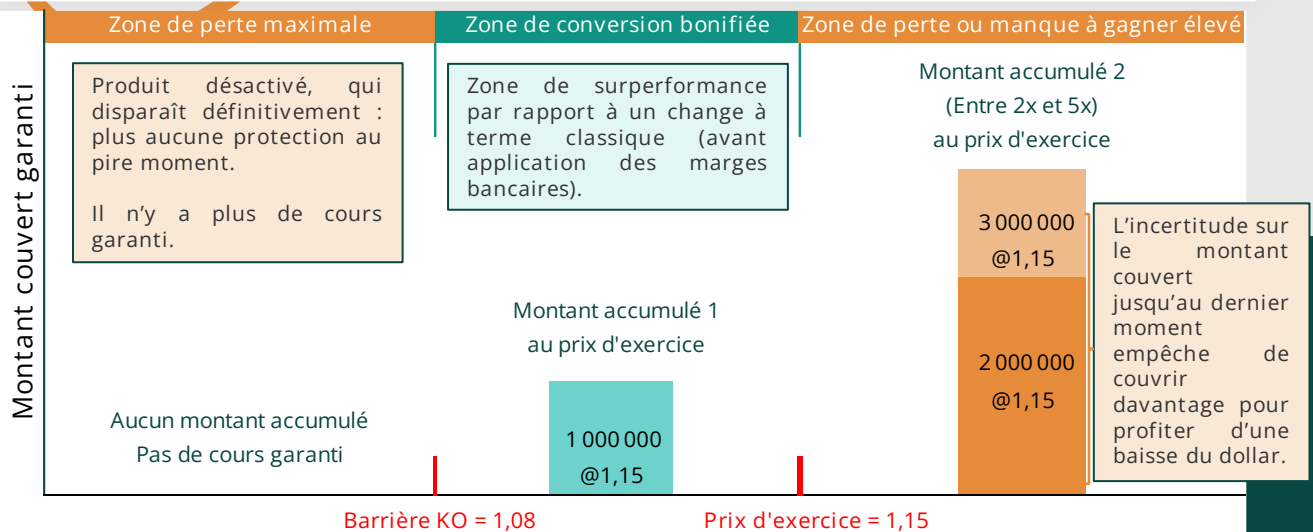 Zone de perte maximale
Zone de conversion bonifiée
Zone de perte ou manque à gagner élevé
Montant couvert garanti
Produit désactivé, qui
disparaît définitivement :
plus aucune protection au
pire moment.
Il n’y a plus de cours
garanti.
Zone de surperformance
par rapport à un change à
terme classique (avant
application des marges
bancaires).
Montant accumulé 2
(Entre 2x et 5x)
au prix d'exercice
3 000 000
@1,15
2 000 000
@1,15
L’incertitude sur
le montant
couvert
jusqu’au dernier
moment
empêche de
couvrir
davantage pour
profiter d’une
baisse du dollar.
Montant accumulé 1
au prix d'exercice
1 000 000
@1,15
Aucun montant accumulé
Pas de cours garanti
Barrière KO = 1,08
Prix d'exercice = 1,15